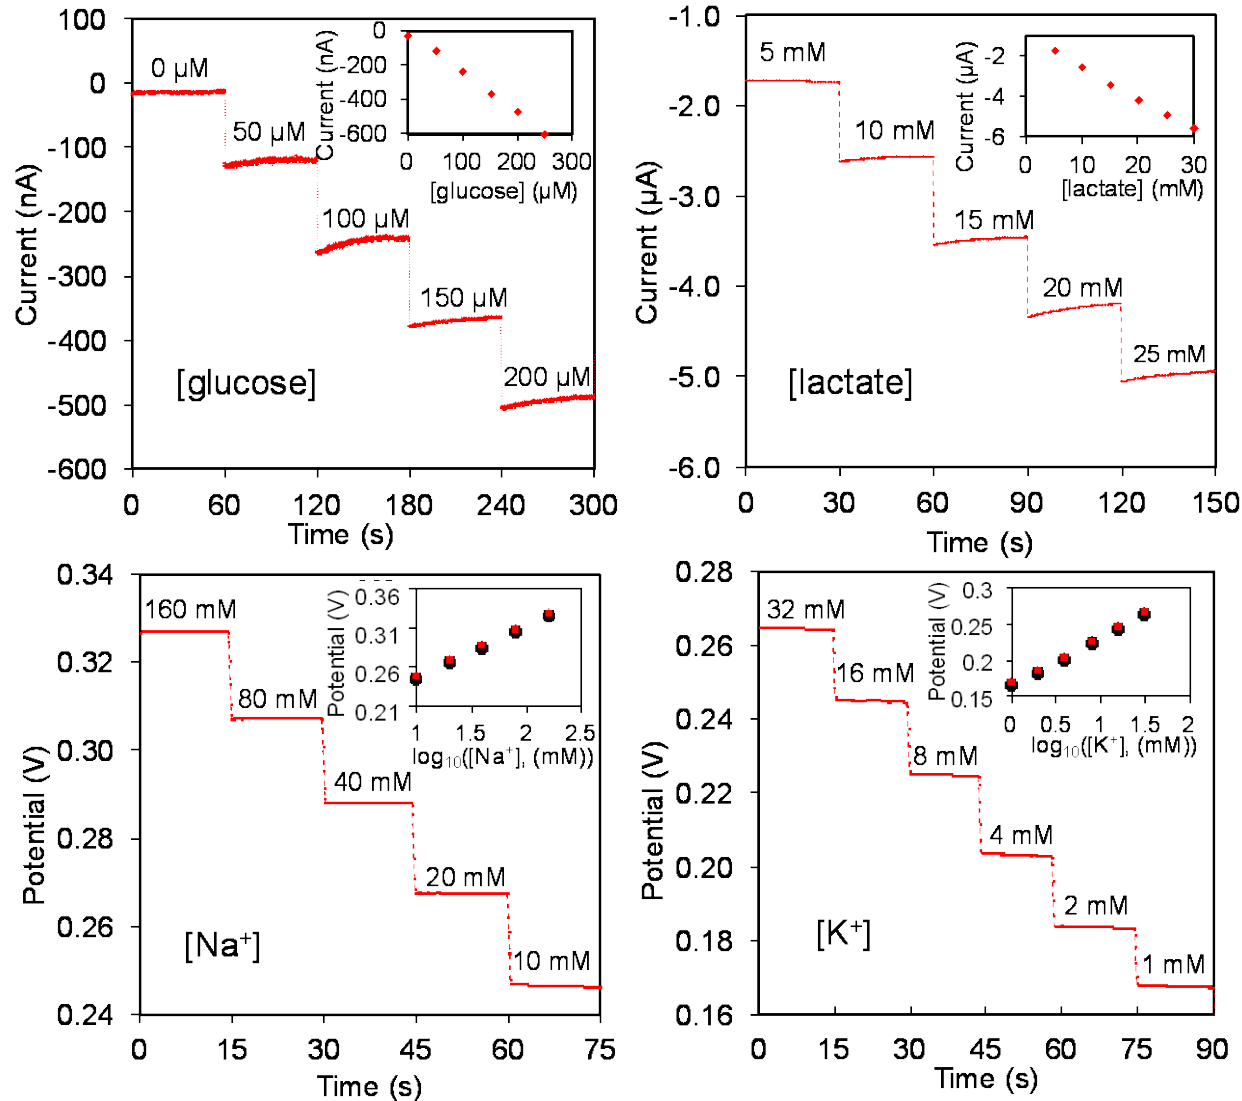 100
0
-100
-200
-300
-400
-500
-600
Current (nA)
0 µM
50 µM
100 µM
150 µM
200 µM
[glucose]
0
60
120
180
240
300
Time (s)
0
-200
-400
-600
Current (nA)
0
100
200
300
[glucose] (µM)
-1.0
-2.0
-3.0
-4.0
-5.0
-6.0
Current (µA)
5 mM
10 mM
15 mM
20 mM
25 mM
[lactate]
0
30
60
90
120
150
Time (s)
-2
-4
-6
Current (µA)
0
10
20
30
[lactate] (mM)
0.34
0.32
0.30
0.28
0.26
0.24
Potential (V)
160 mM
80 mM
40 mM
20 mM
10 mM
[Na⁺]
0
15
30
45
60
75
Time (s)
0.36
0.31
0.26
0.21
Potential (V)
1
1.5
2
2.5
log₁₀([Na⁺], (mM))
0.28
0.26
0.24
0.22
0.20
0.18
0.16
Potential (V)
32 mM
16 mM
8 mM
4 mM
2 mM
1 mM
[K⁺]
0
15
30
45
60
75
90
Time (s)
0.3
0.25
0.2
0.15
Potential (V)
0
0.5
1
1.5
2
log₁₀([K⁺], (mM))